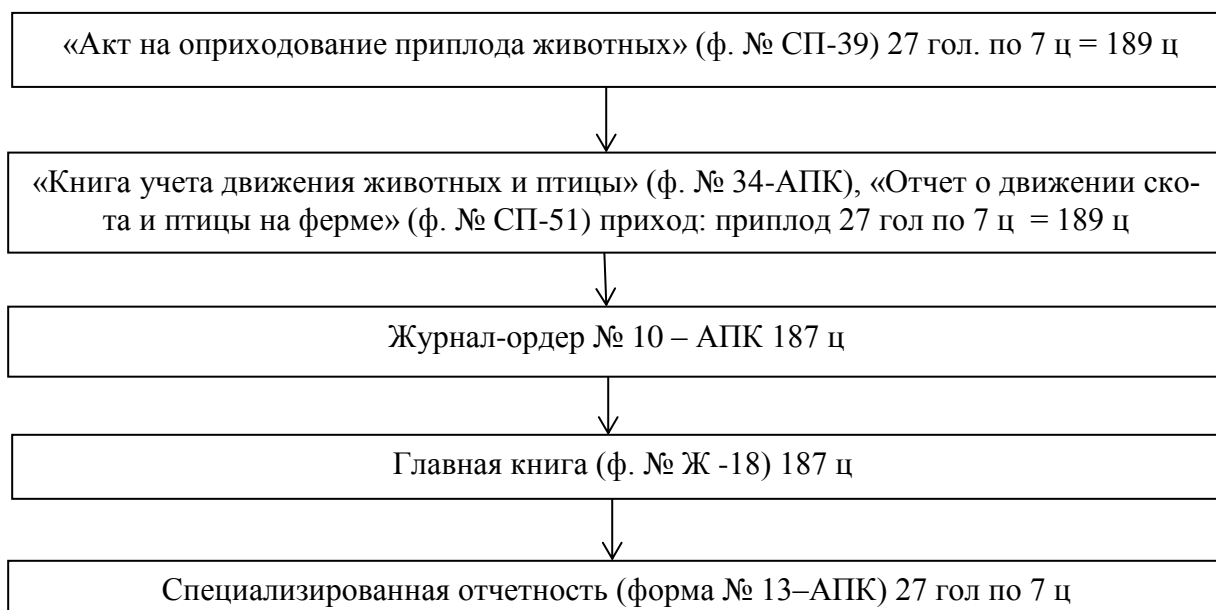 «Акт на оприходование приплода животных» (ф. № СП-39) 27 гол. по 7 ц = 189 ц
«Книга учета движения животных и птицы» (ф. № 34-АПК), «Отчет о движении ско-
та и птицы на ферме» (ф. № СП-51) приход: приплод 27 гол по 7 ц = 189 ц
Журнал-ордер № 10 – АПК 187 ц
Главная книга (ф. № Ж -18) 187 ц
Специализированная отчетность (форма № 13–АПК) 27 гол по 7 ц